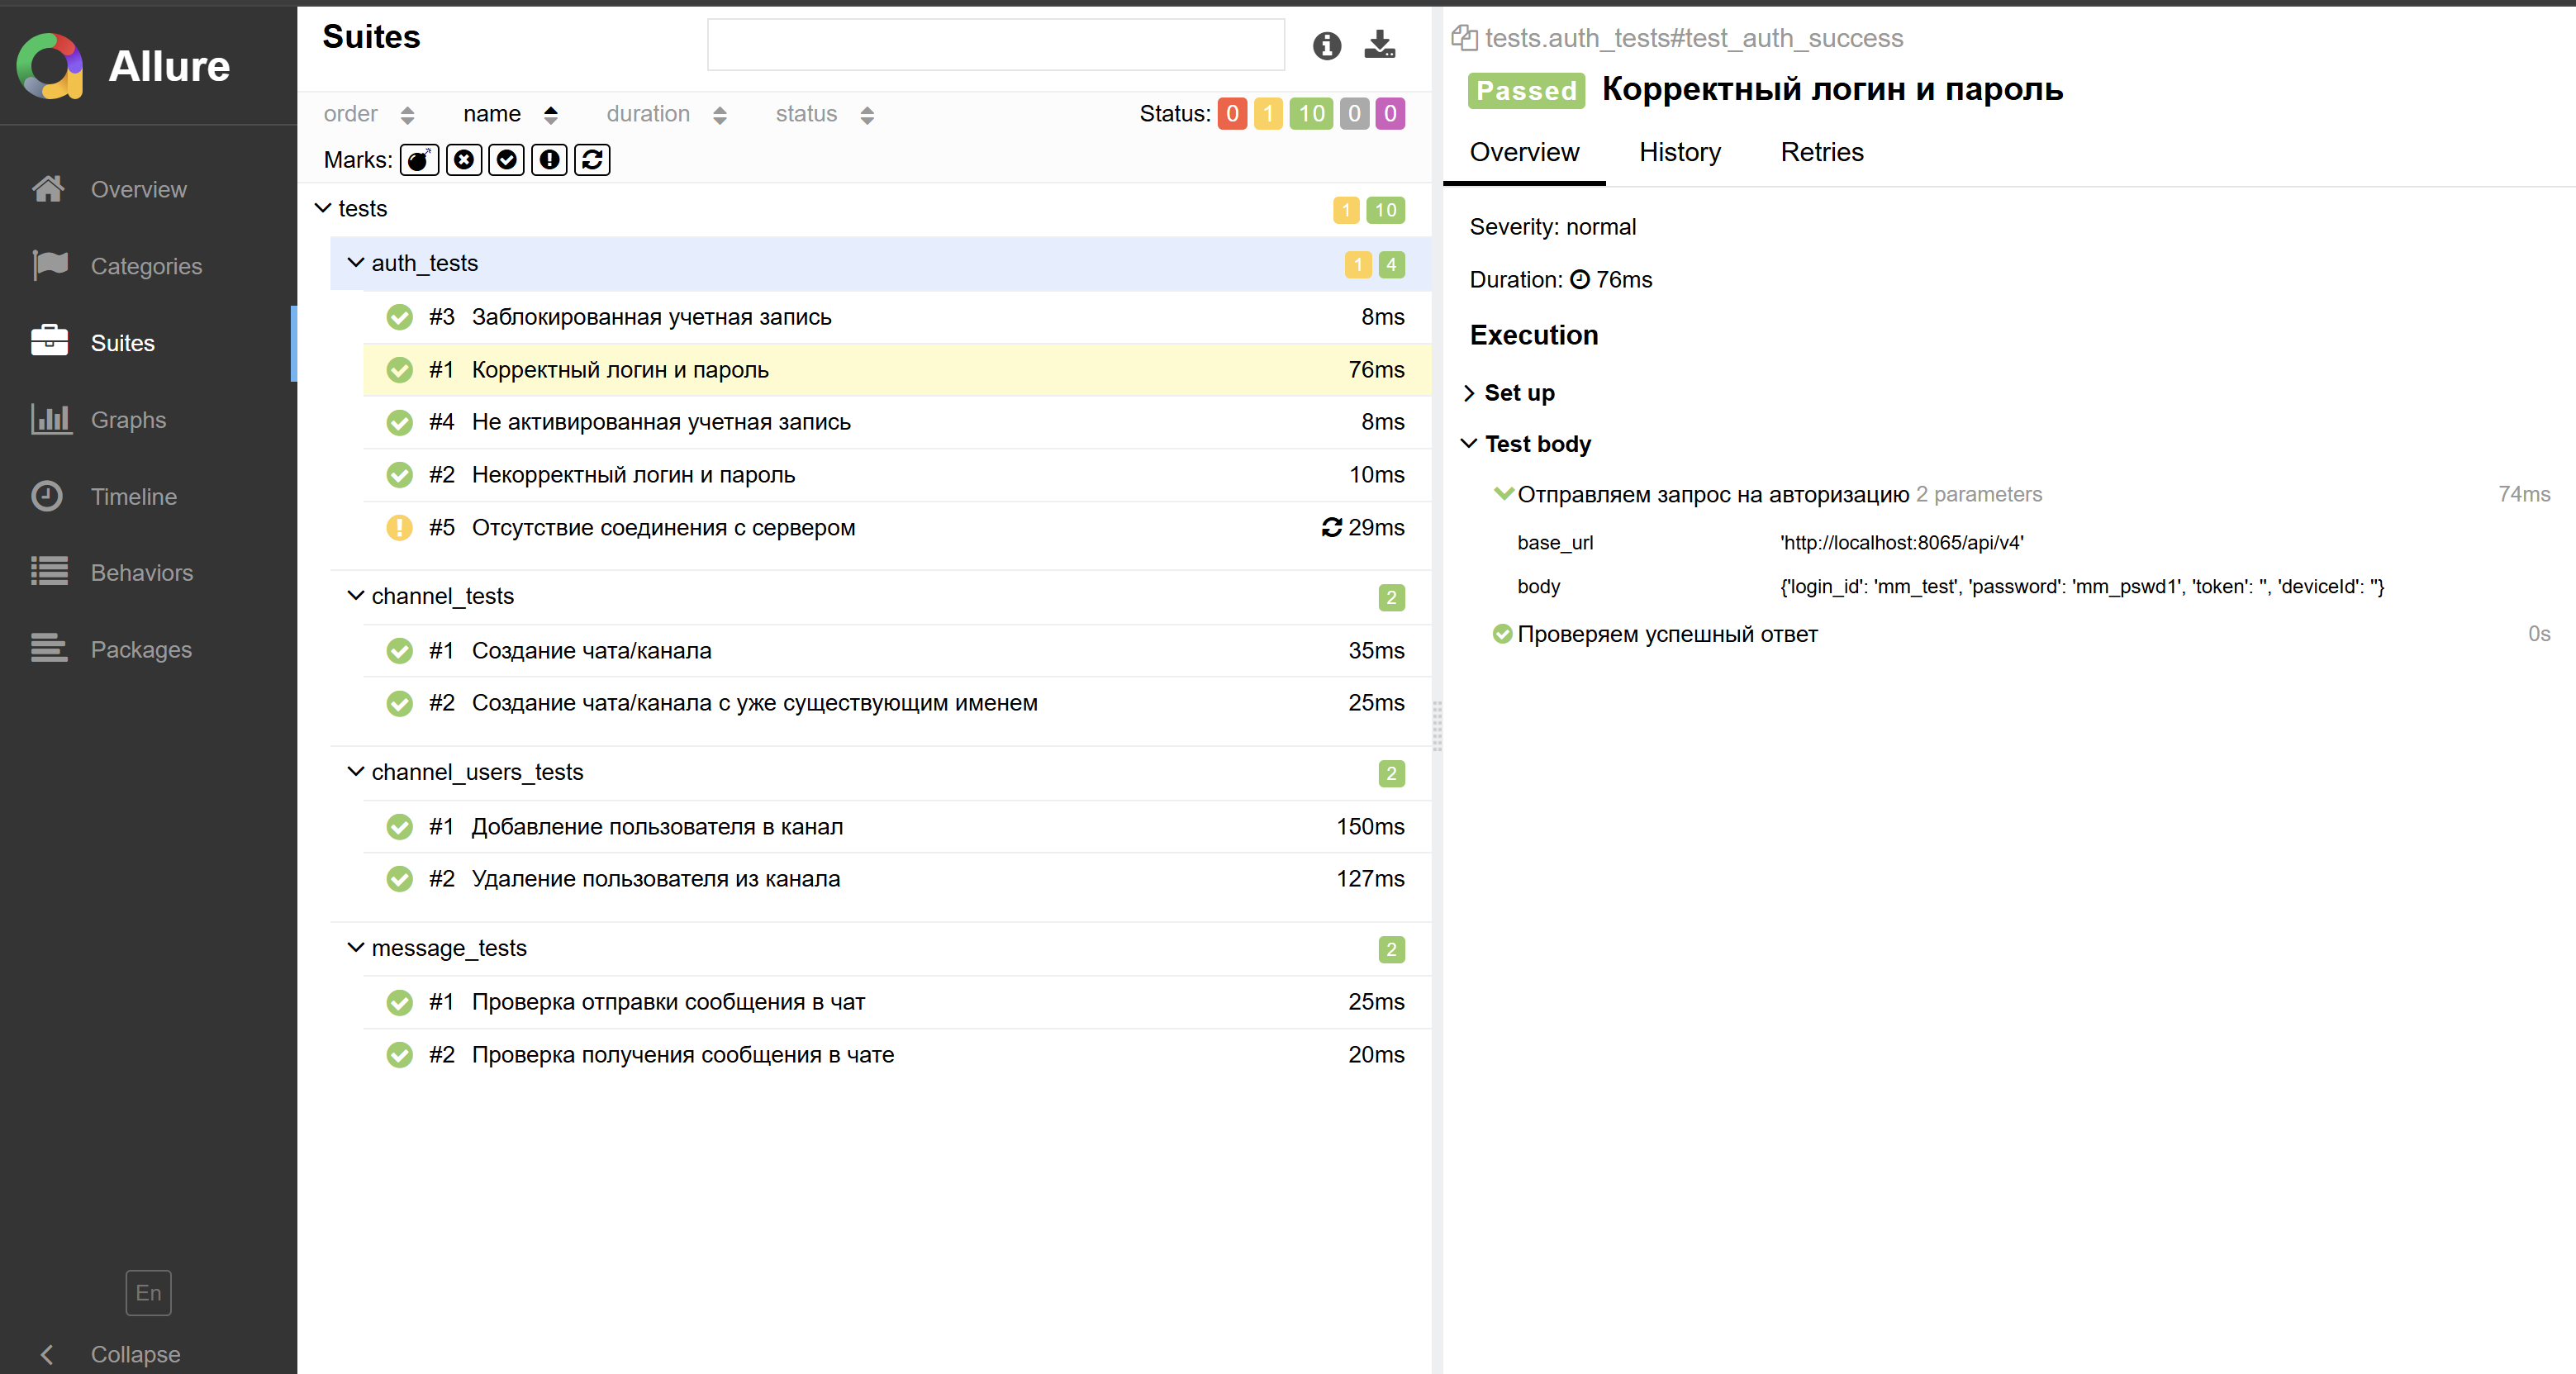 Allure
Overview
Categories
Suites
Graphs
Timeline
Behaviors
Packages
En
Collapse
Suites
order name duration status Status: 0 1 10 0 0
Marks:
tests 1 10
auth_tests 1 4
#3 Заблокированная учетная запись 8ms
#1 Корректный логин и пароль 76ms
#4 Не активированная учетная запись 8ms
#2 Некорректный логин и пароль 10ms
#5 Отсутствие соединения с сервером 29ms
channel_tests 2
#1 Создание чата/канала 35ms
#2 Создание чата/канала с уже существующим именем 25ms
channel_users_tests 2
#1 Добавление пользователя в канал 150ms
#2 Удаление пользователя из канала 127ms
message_tests 2
#1 Проверка отправки сообщения в чат 25ms
#2 Проверка получения сообщения в чате 20ms
tests.auth_tests#test_auth_success
Passed Корректный логин и пароль
Overview History Retries
Severity: normal
Duration: 76ms
Execution
Set up
Test body
Отправляем запрос на авторизацию 2 parameters 74ms
base_url 'http://localhost:8065/api/v4'
body {'login_id': 'mm_test', 'password': 'mm_pswd1', 'token': '', 'deviceId': ''}
Проверяем успешный ответ 0s